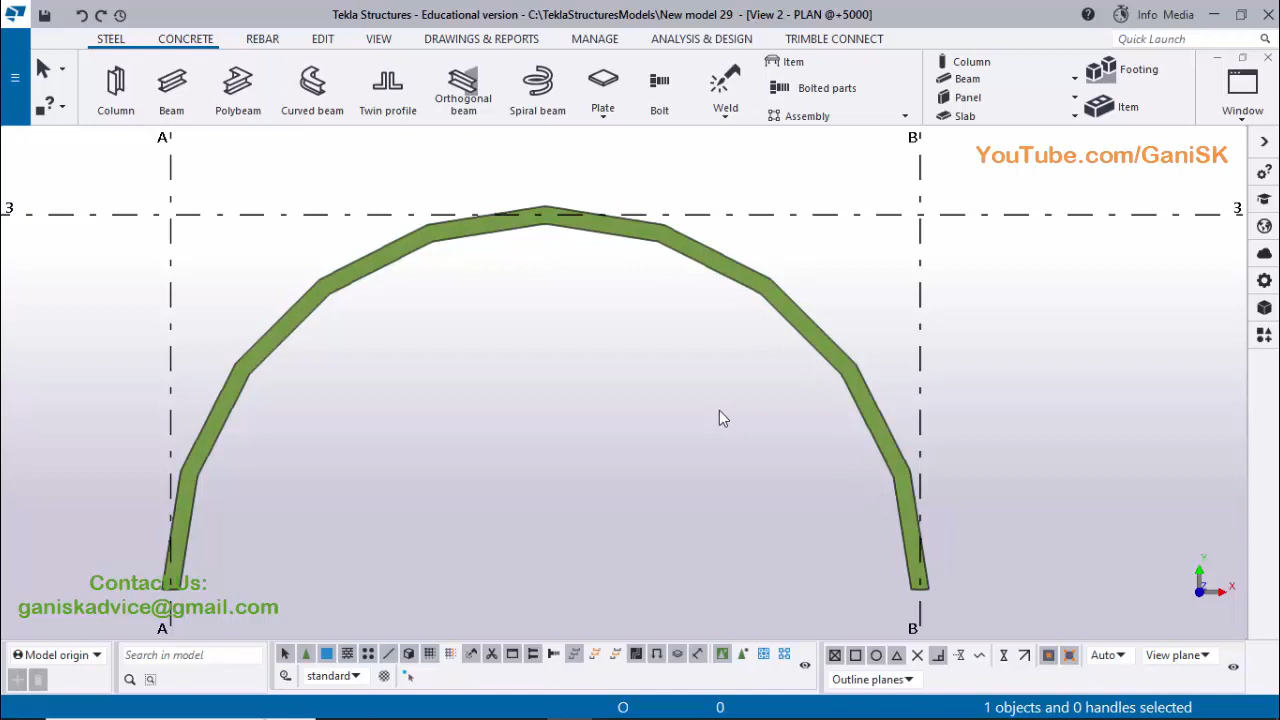 Tekla Structures - Educational version - C:\TeklaStructuresModels\New model 29 - [View 2 - PLAN @+5000]
Info Media
STEEL
CONCRETE
REBAR
EDIT
VIEW
DRAWINGS & REPORTS
MANAGE
ANALYSIS & DESIGN
TRIMBLE CONNECT
Quick Launch
Column
Beam
Polybeam
Curved beam
Twin profile
Orthogonal
beam
Spiral beam
Plate
Bolt
Weld
Item
Bolted parts
Assembly
Column
Beam
Panel
Slab
Footing
Item
Window
A
B
YouTube.com/GaniSK
3
3
Contact Us:
ganiskadvice@gmail.com
A
B
Y
X
Z
Model origin
Search in model
standard
Auto
View plane
Outline planes
O
0
1 objects and 0 handles selected